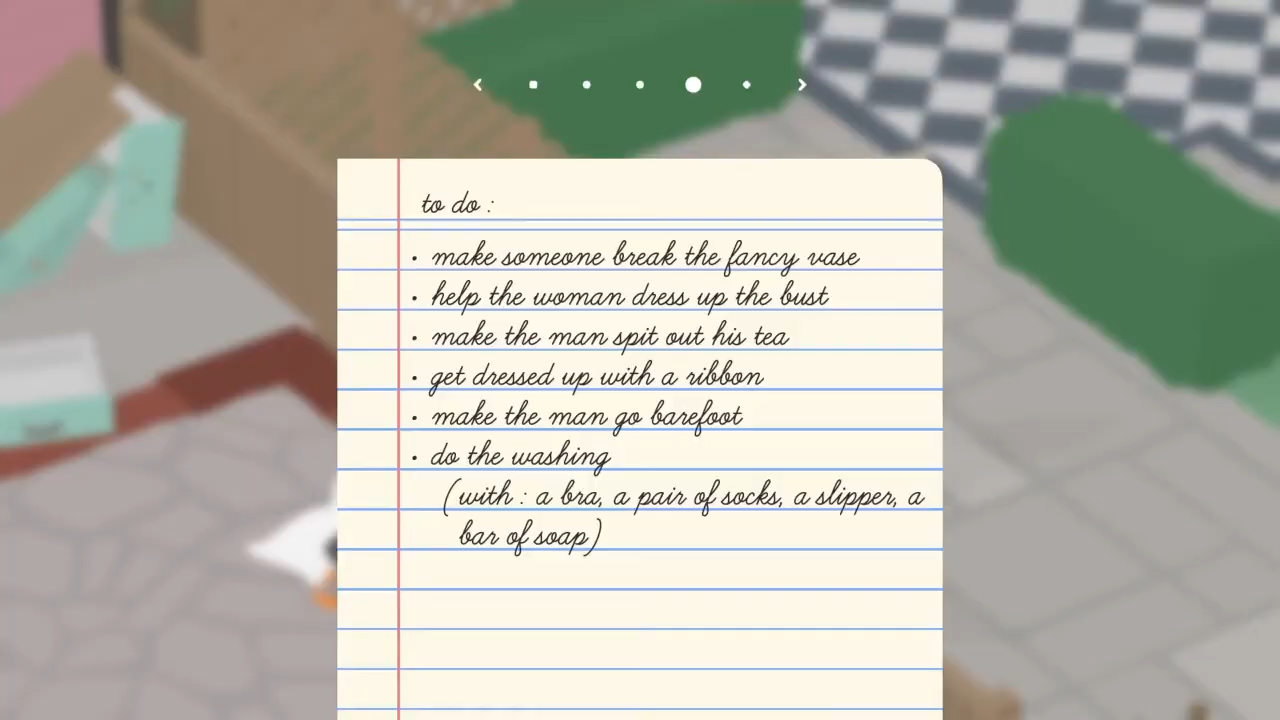 to do :
• make someone break the fancy vase
• help the woman dress up the bust
• make the man spit out his tea
• get dressed up with a ribbon
• make the man go barefoot
• do the washing
(with : a bra, a pair of socks, a slipper, a
bar of soap)